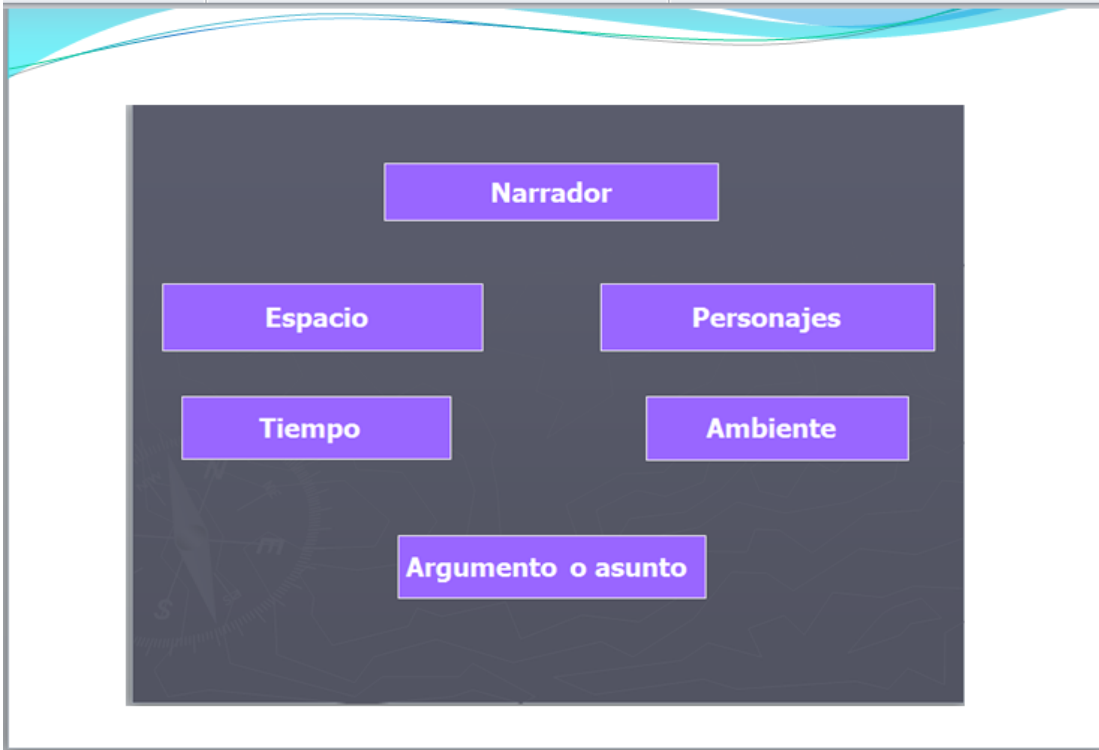 Narrador
Espacio
Personajes
Tiempo
Ambiente
Argumento o asunto